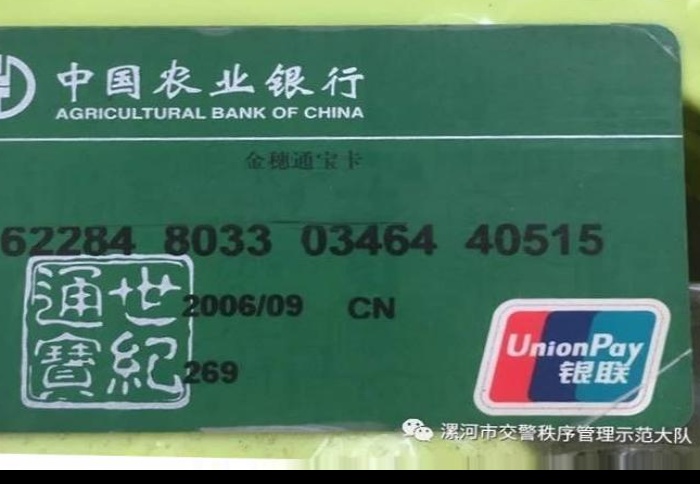 中国农业银行
AGRICULTURAL BANK OF CHINA
金穗通宝卡
62284 8033 03464 40515
世紀
通寶
2006/09 CN
269
UnionPay
银联
漯河市交警秩序管理示范大队